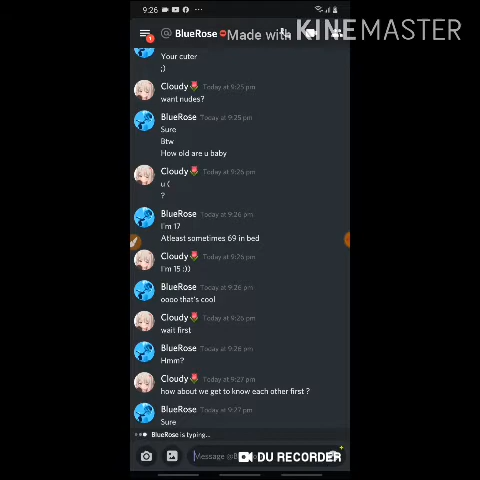 9:26
@ BlueRose
Made with KINEMASTER
Your cuter
;)
Cloudy🌷 Today at 9:25 pm
want nudes?
BlueRose Today at 9:25 pm
Sure
Btw
How old are u baby
Cloudy🌷 Today at 9:26 pm
u (
?
BlueRose Today at 9:26 pm
I'm 17
Atleast sometimes 69 in bed
Cloudy🌷 Today at 9:26 pm
I'm 15 :))
BlueRose Today at 9:26 pm
oooo that's cool
Cloudy🌷 Today at 9:26 pm
wait first
BlueRose Today at 9:26 pm
Hmm?
Cloudy🌷 Today at 9:27 pm
how about we get to know each other first ?
BlueRose Today at 9:27 pm
Sure
BlueRose is typing...
Message @B
DU RECORDER